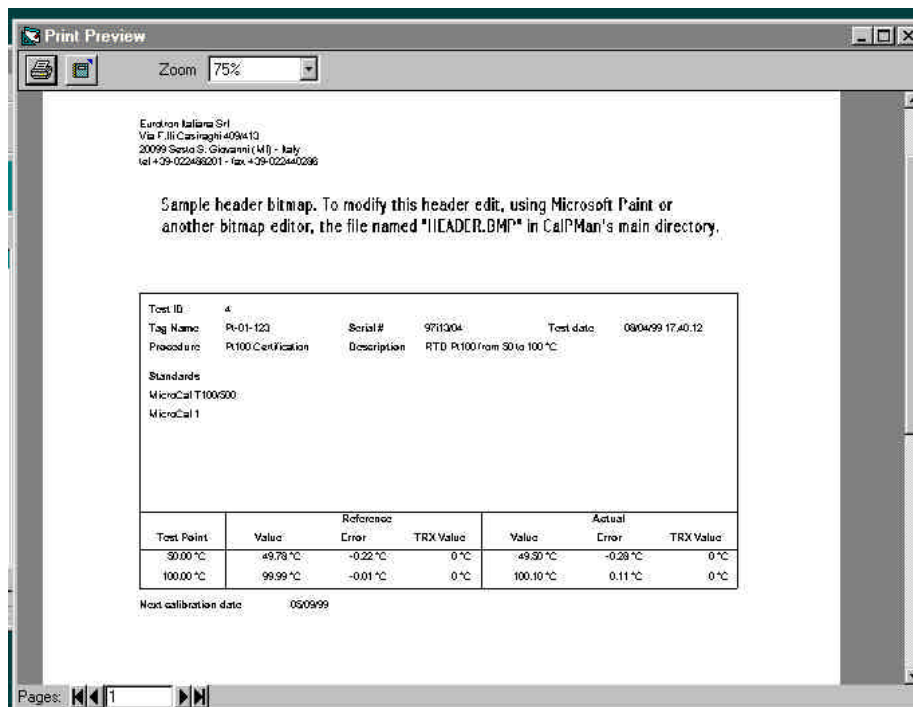 Print Preview
Zoom 75%
Eurotron Italiana Srl
Via F.lli Casiraghi 409/413
20099 Sesto S. Giovanni (MI) - Italy
tel +39-022488201 - fax +39-022440286
Sample header bitmap. To modify this header edit, using Microsoft Paint or
another bitmap editor, the file named "HEADER.BMP" in CalPMan's main directory.
Test ID 4
Tag Name Pt-01-123 Serial # 97i13/04 Test date 08/04/99 17.40.12
Procedure Pt100 Certification Description RTD Pt100 from 50 to 100 °C
Standards
MicroCal T100/500
MicroCal 1
Reference Actual
Test Point Value Error TRX Value Value Error TRX Value
50.00 °C 49.78 °C -0.22 °C 0 °C 49.50 °C -0.28 °C 0 °C
100.00 °C 99.99 °C -0.01 °C 0 °C 100.10 °C 0.11 °C 0 °C
Next calibration date 05/09/99
Pages: 1